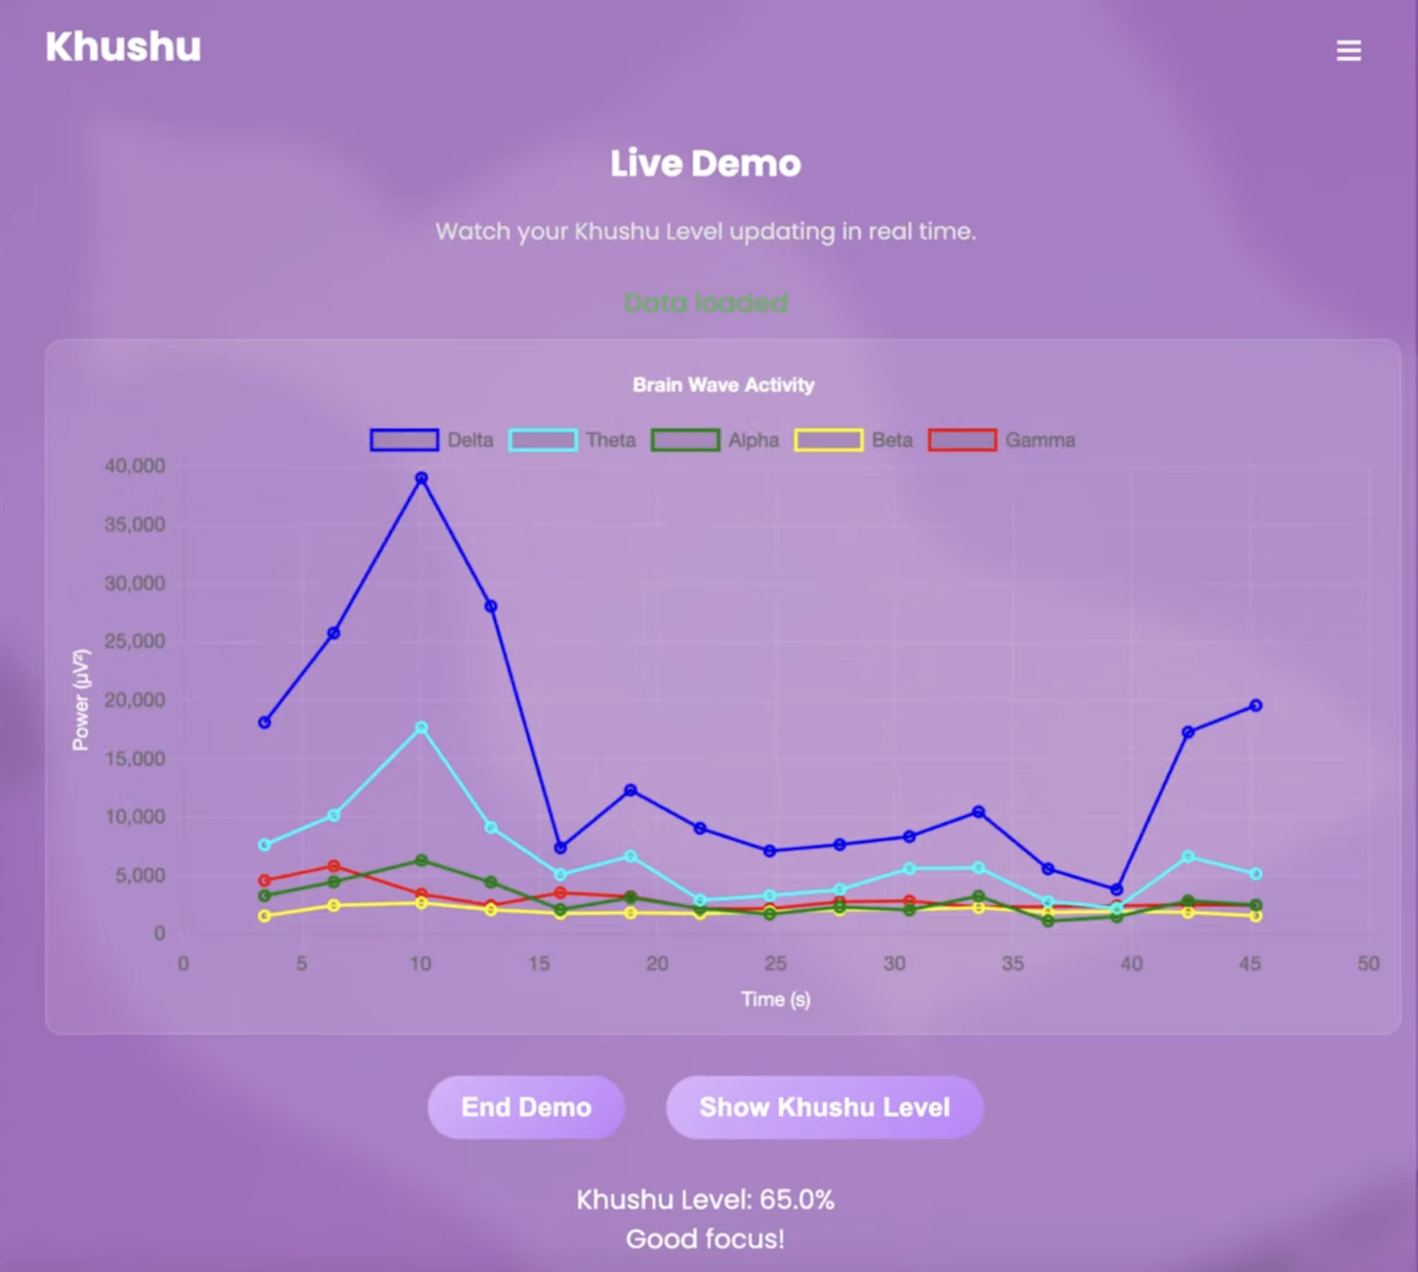 Khushu
Live Demo
Watch your Khushu Level updating in real time.
Data loaded
Brain Wave Activity
Delta Theta Alpha Beta Gamma
40,000
35,000
30,000
25,000
20,000
15,000
10,000
5,000
0
Power (µV²)
0 5 10 15 20 25 30 35 40 45 50
Time (s)
End Demo Show Khushu Level
Khushu Level: 65.0%
Good focus!